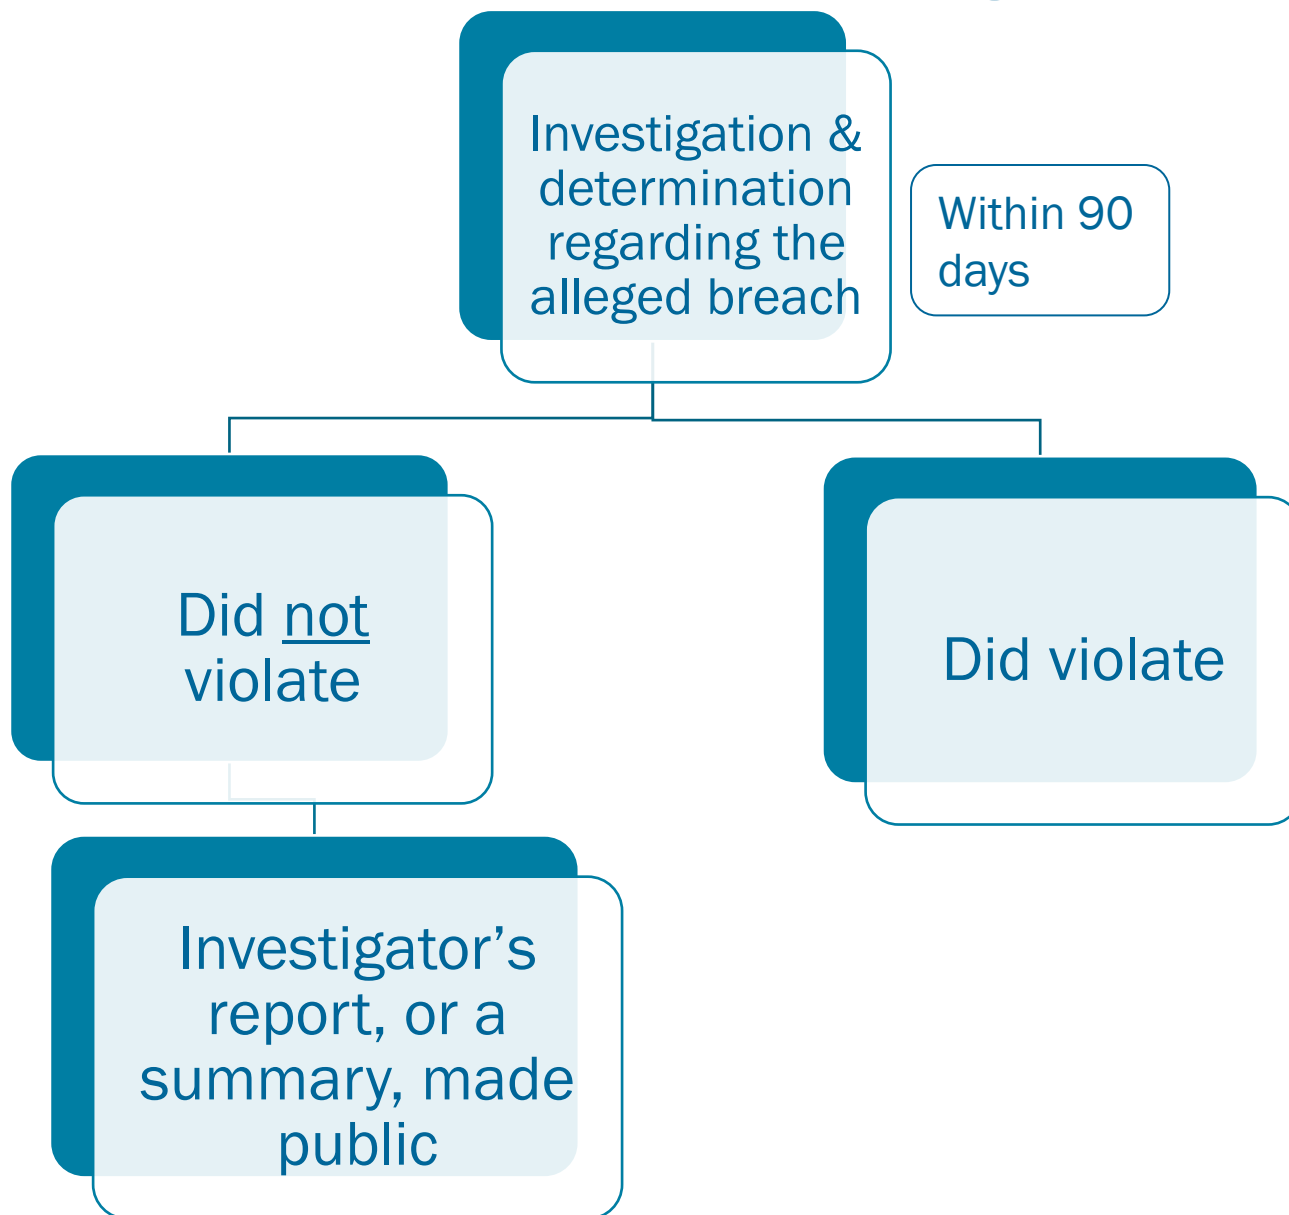 Investigation &
determination
regarding the
alleged breach
Within 90
days
Did not
violate
Did violate
Investigator’s
report, or a
summary, made
public